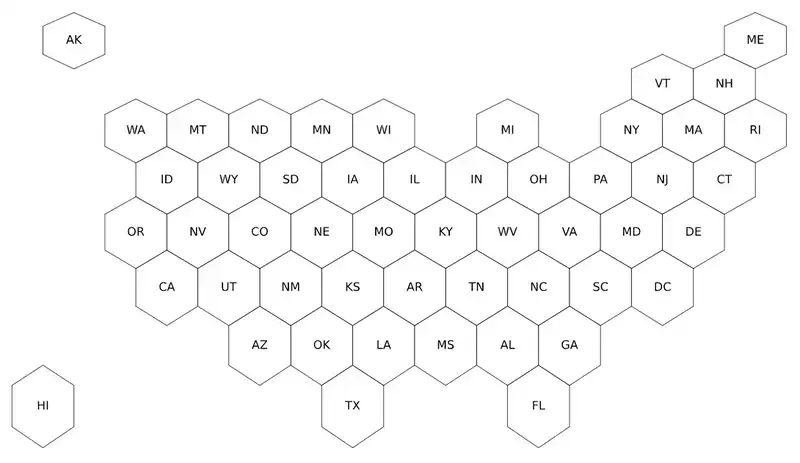 AK
ME
VT NH
WA MT ND MN WI MI NY MA RI
ID WY SD IA IL IN OH PA NJ CT
OR NV CO NE MO KY WV VA MD DE
CA UT NM KS AR TN NC SC DC
AZ OK LA MS AL GA
HI TX FL